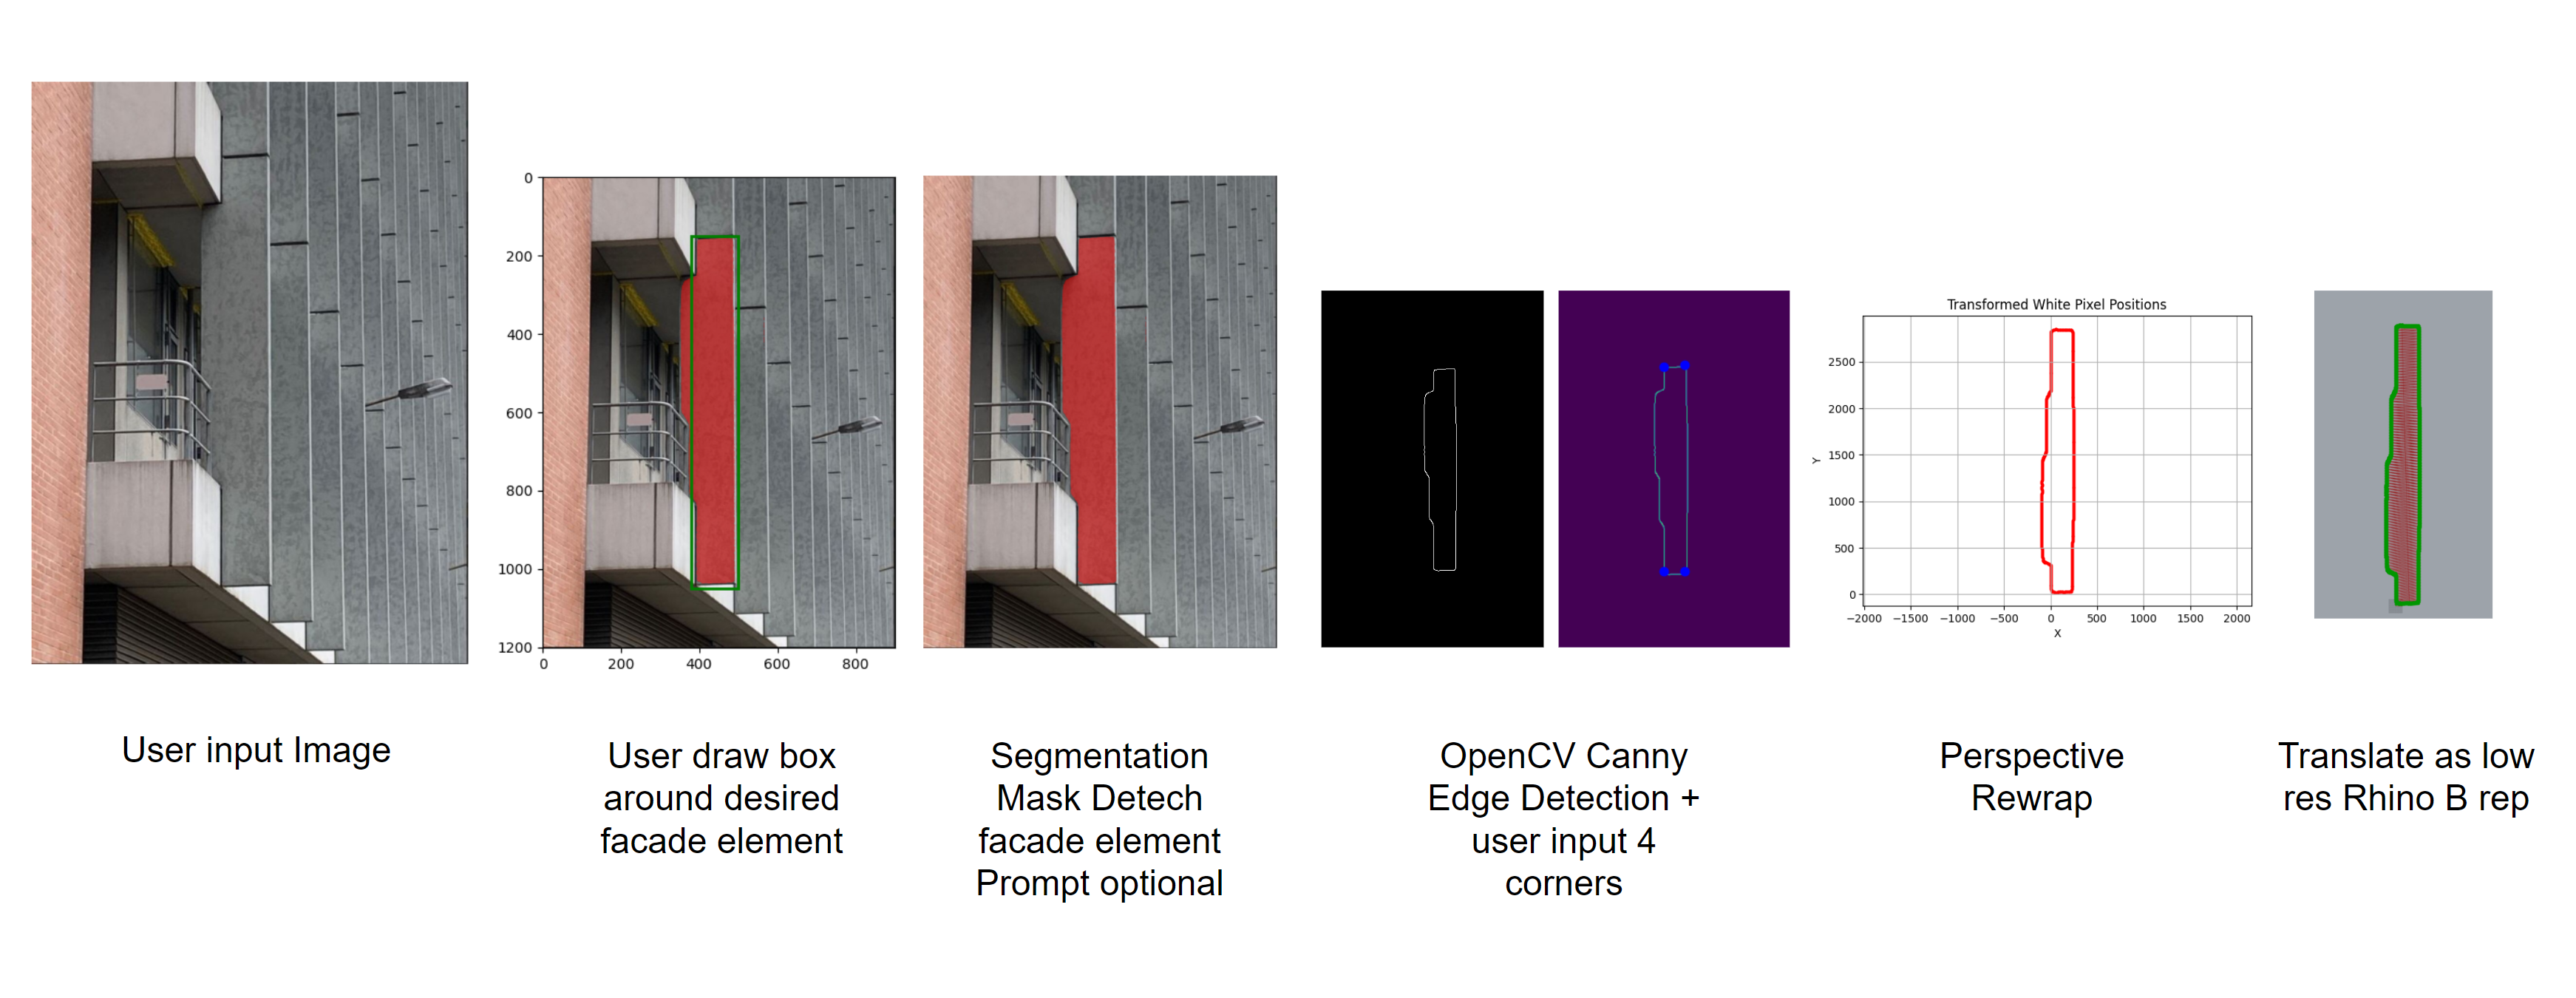 0
200
400
600
800
1000
1200
0
200
400
600
800
Transformed White Pixel Positions
2500
2000
1500
1000
500
0
Y
−2000
−1500
−1000
−500
0
500
1000
1500
2000
X
User input Image
User draw box
around desired
facade element
Segmentation
Mask Detech
facade element
Prompt optional
OpenCV Canny
Edge Detection +
user input 4
corners
Perspective
Rewrap
Translate as low
res Rhino B rep